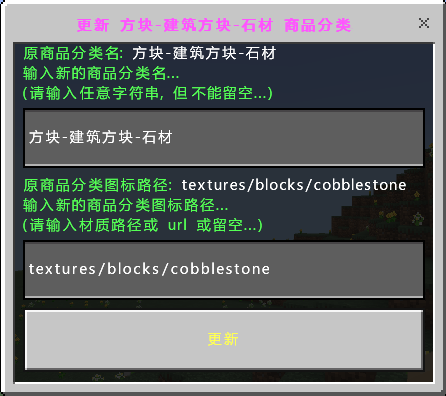 更新 方块-建筑方块-石材 商品分类
原商品分类名: 方块-建筑方块-石材
输入新的商品分类名...
(请输入任意字符串, 但不能留空...)
方块-建筑方块-石材
原商品分类图标路径: textures/blocks/cobblestone
输入新的商品分类图标路径...
(请输入材质路径或 url 或留空...)
textures/blocks/cobblestone
更新